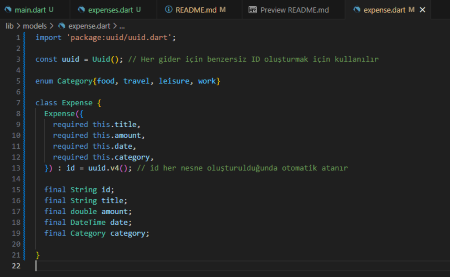 main.dart U
expenses.dart U
README.md M
Preview README.md
expense.dart M
lib > models > expense.dart > ...
1 import 'package:uuid/uuid.dart';
2
3 const uuid = Uuid(); // Her gider için benzersiz ID oluşturmak için kullanılır
4
5 enum Category{food, travel, leisure, work}
6
7 class Expense {
8 Expense({
9 required this.title,
10 required this.amount,
11 required this.date,
12 required this.category,
13 }) : id = uuid.v4(); // id her nesne oluşturulduğunda otomatik atanır
14
15 final String id;
16 final String title;
17 final double amount;
18 final DateTime date;
19 final Category category;
20
21 }
22